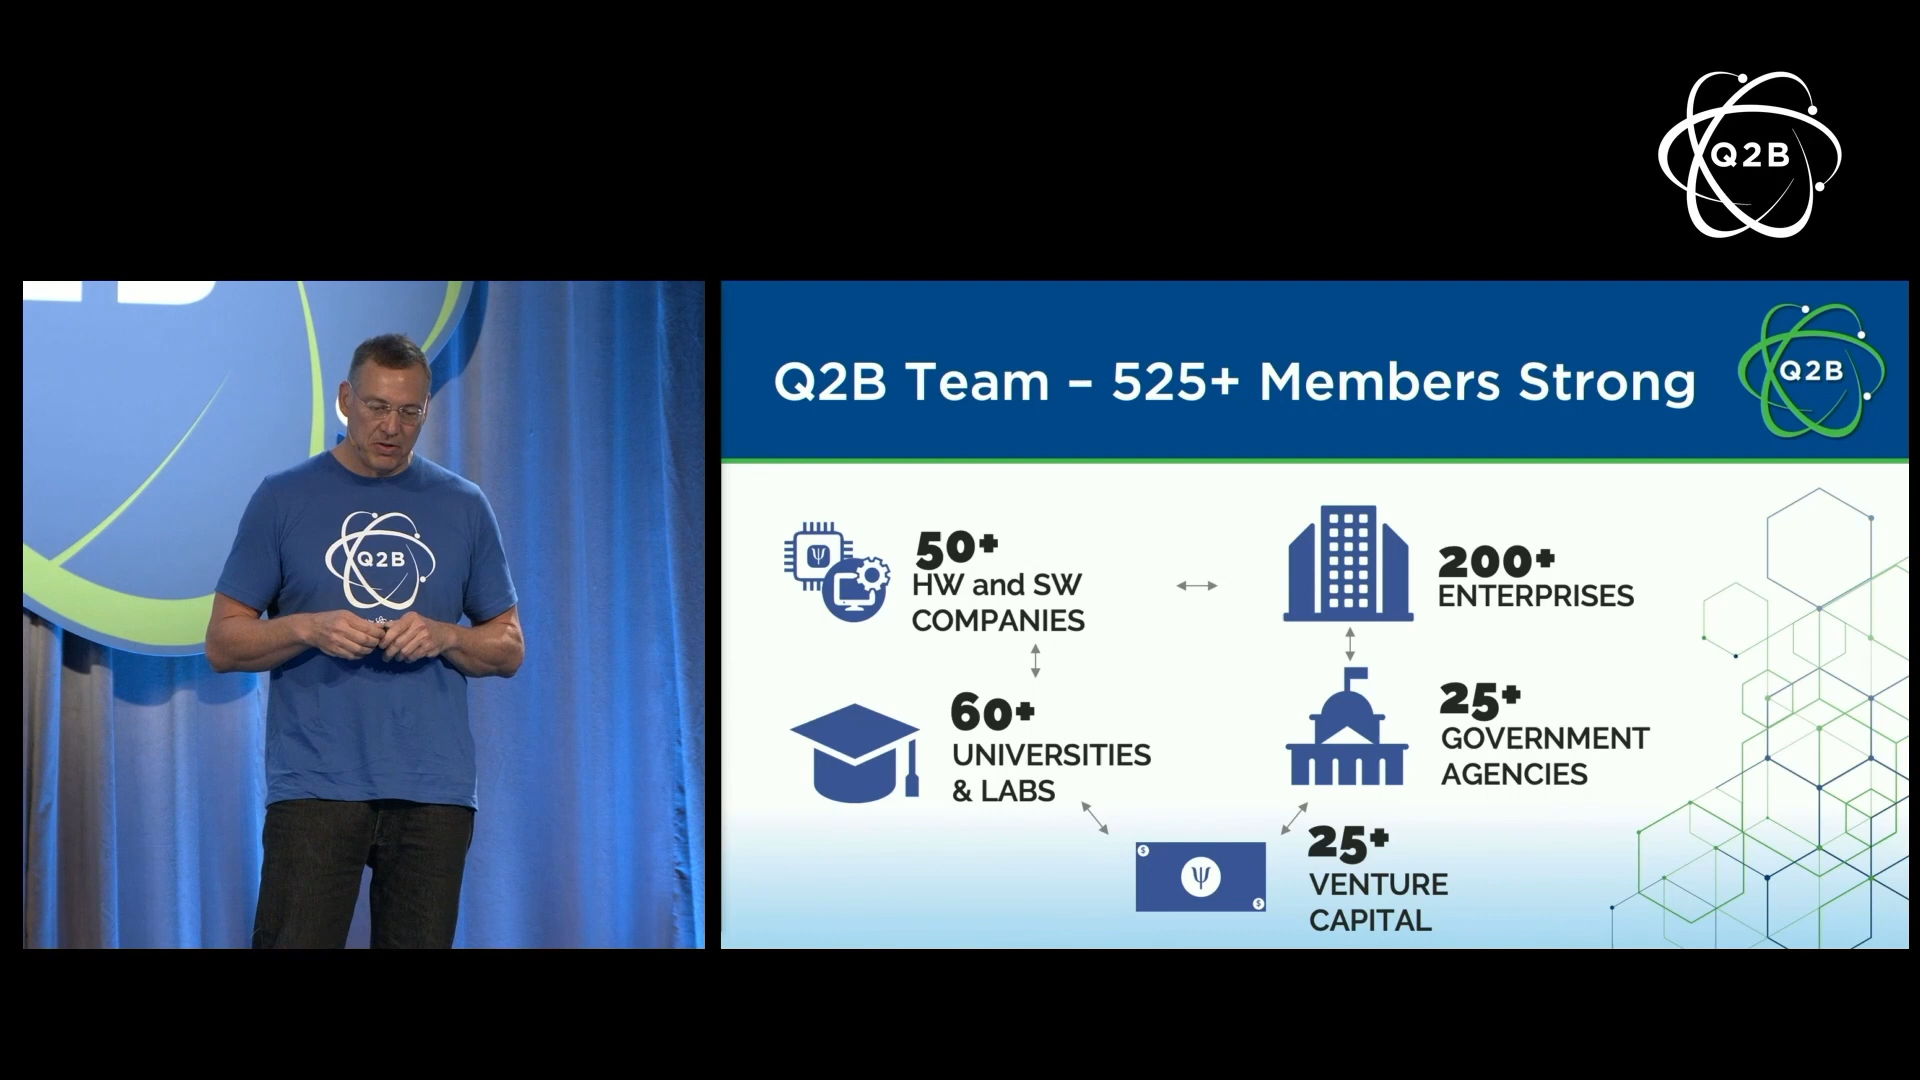 Q2B
Q2B
Q2B Team – 525+ Members Strong
Q2B
50+
HW and SW
COMPANIES
200+
ENTERPRISES
60+
UNIVERSITIES
& LABS
25+
GOVERNMENT
AGENCIES
25+
VENTURE
CAPITAL
Ψ
Ψ
$
$